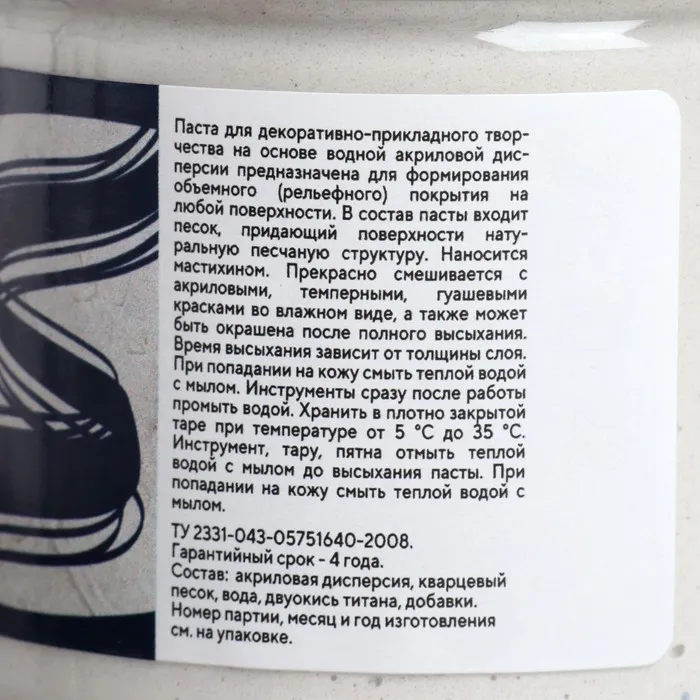 Паста для декоративно-прикладного твор-
чества на основе водной акриловой дис-
персии предназначена для формирования
объемного (рельефного) покрытия на
любой поверхности. В состав пасты входит
песок, придающий поверхности нату-
ральную песчаную структуру. Наносится
мастихином. Прекрасно смешивается с
акриловыми, темперными, гуашевыми
красками во влажном виде, а также может
быть окрашена после полного высыхания.
Время высыхания зависит от толщины слоя.
При попадании на кожу смыть теплой водой
с мылом. Инструменты сразу после работы
промыть водой. Хранить в плотно закрытой
таре при температуре от 5 °С до 35 °С.
Инструмент, тару, пятна отмыть теплой
водой с мылом до высыхания пасты. При
попадании на кожу смыть теплой водой с
мылом.
ТУ 2331-043-05751640-2008.
Гарантийный срок - 4 года.
Состав: акриловая дисперсия, кварцевый
песок, вода, двуокись титана, добавки.
Номер партии, месяц и год изготовления
см. на упаковке.